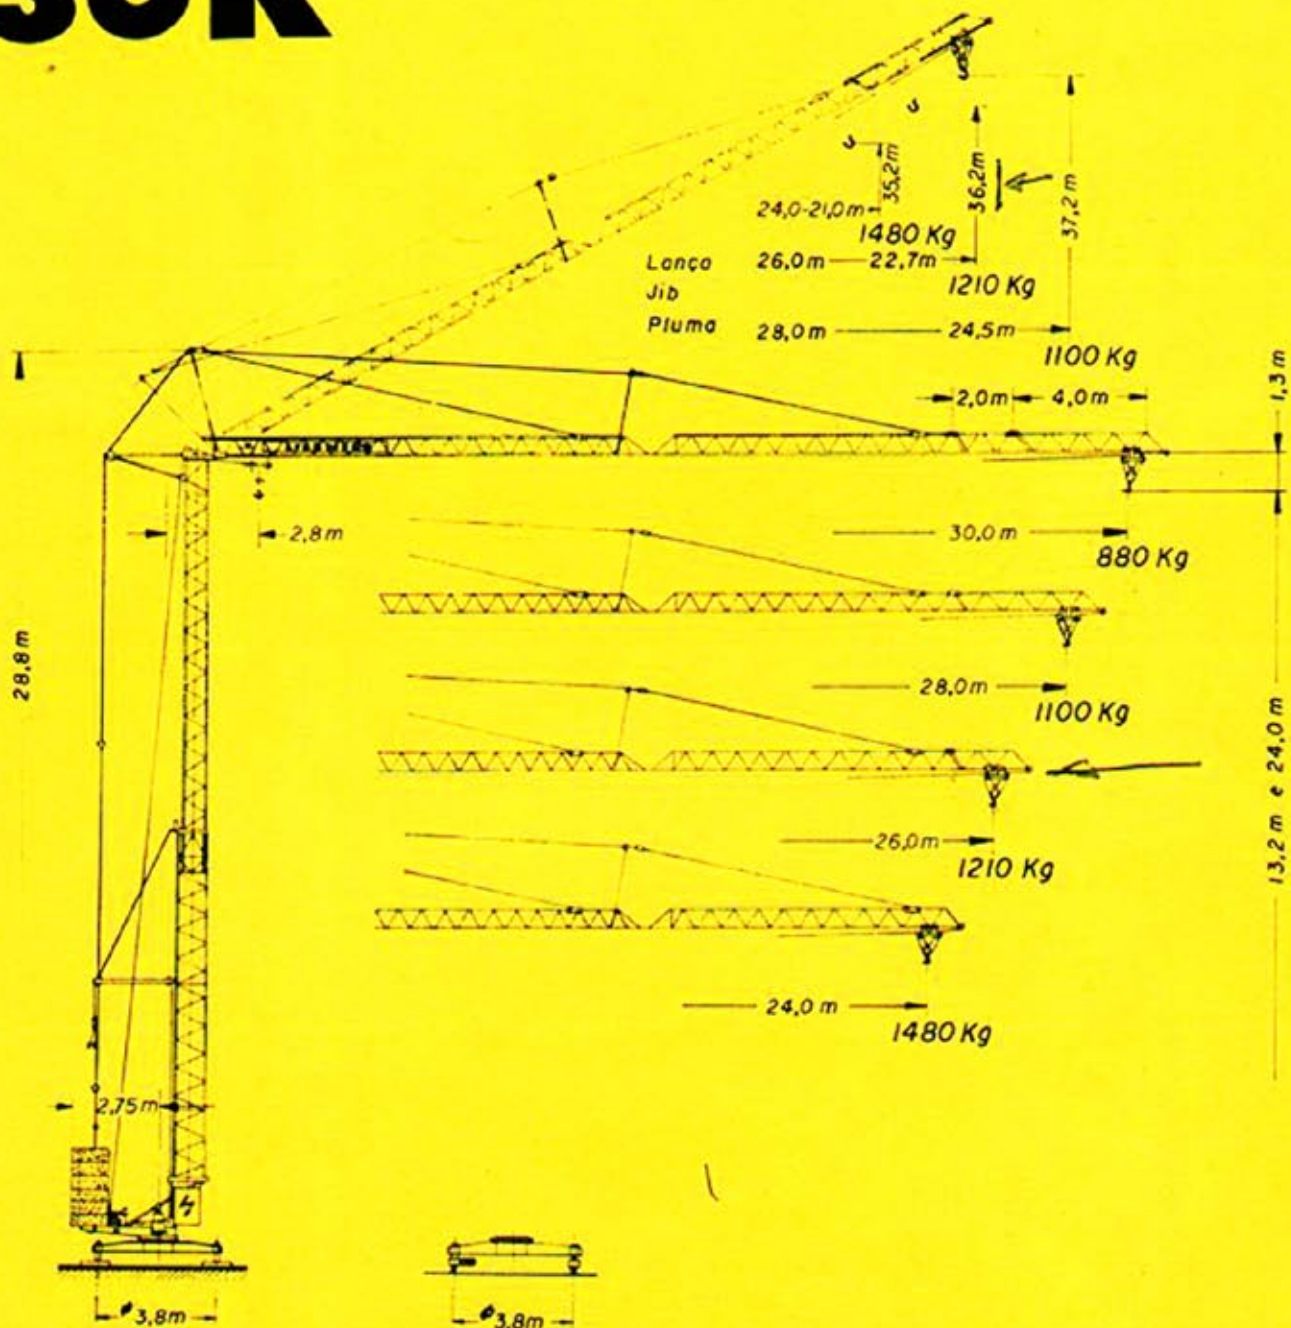 30K
35,2m
36,2m
37,2m
24,0-21,0m
1480 Kg
Lança 26,0m 22,7m
1210 Kg
Jib
Pluma 28,0m 24,5m
1100 Kg
2,0m 4,0m
1,3m
2,8m
30,0m
880 Kg
28,8m
28,0m
1100 Kg
13,2m e 24,0m
26,0m
1210 Kg
24,0m
1480 Kg
2,75m
ø3,8m
ø3,8m